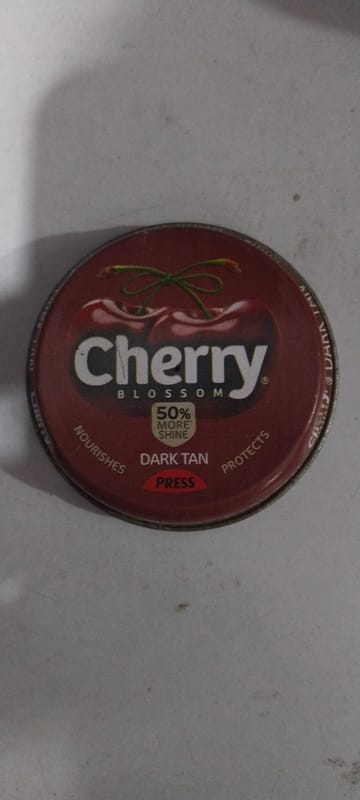 Cherry®
BLOSSOM
50%
MORE*
SHINE
NOURISHES
DARK TAN
PROTECTS
PRESS